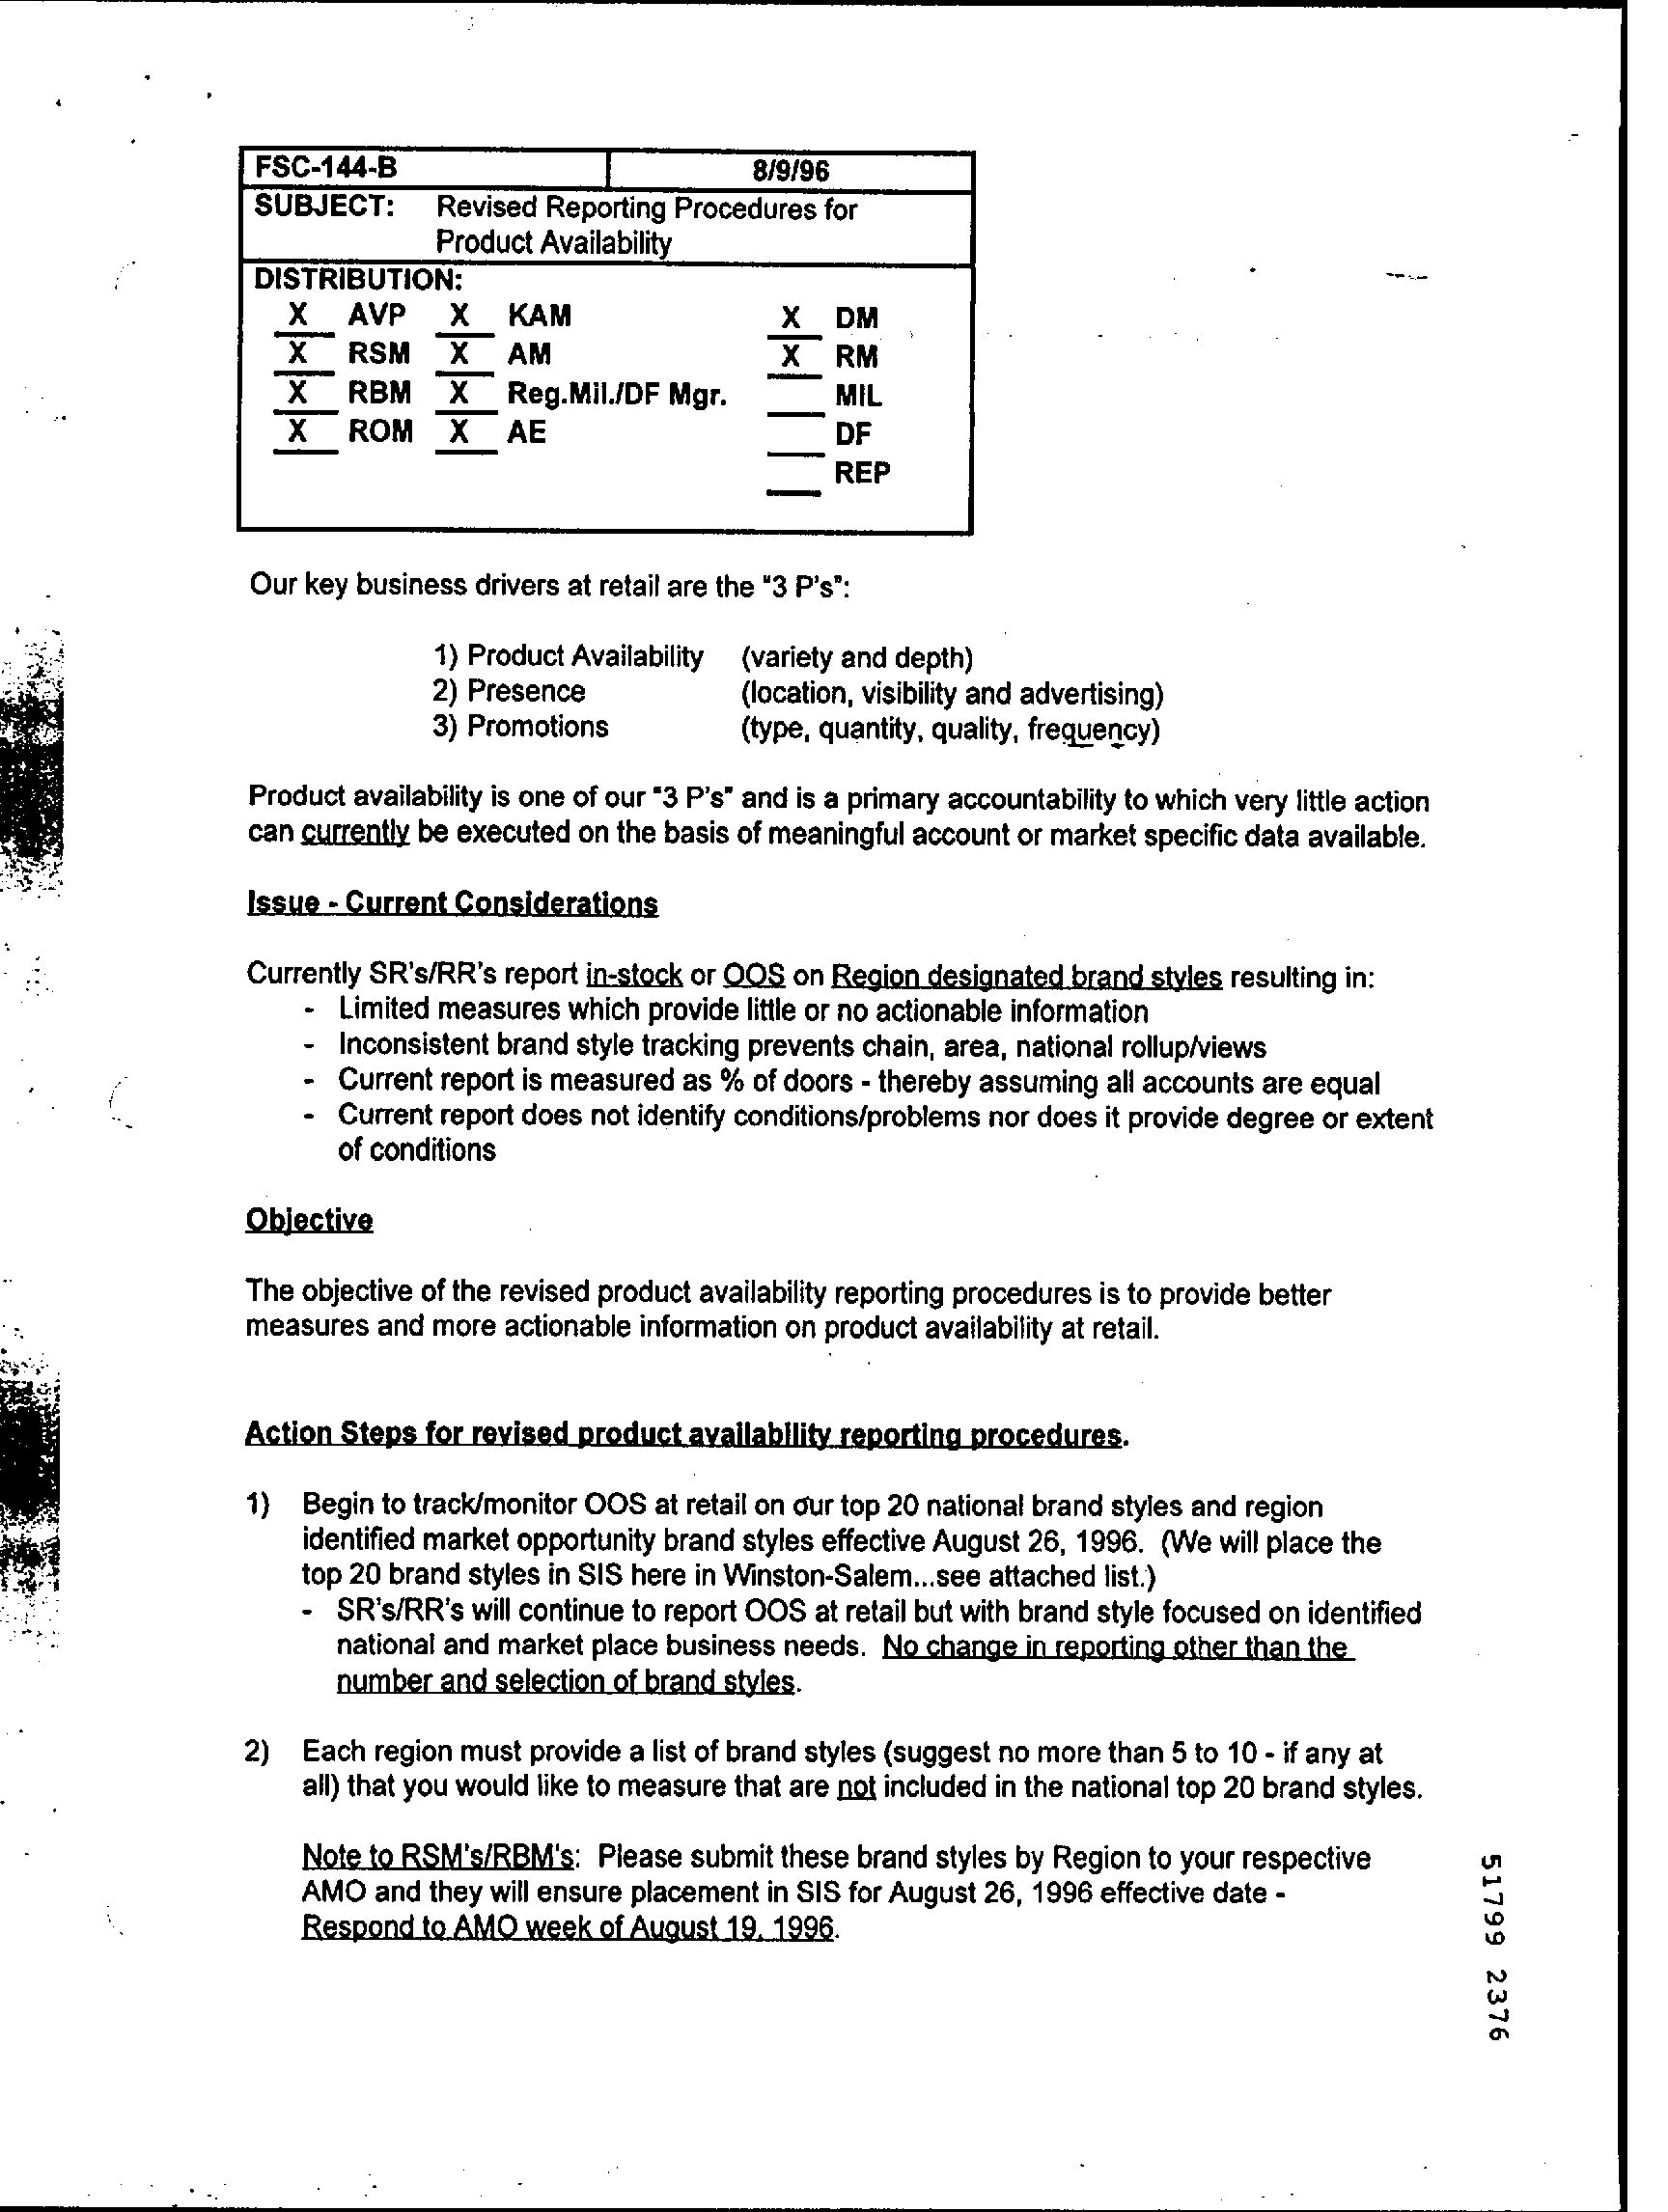 FSC-144-B 8/9/96
SUBJECT: Revised Reporting Procedures for
Product Availability
DISTRIBUTION:
X AVP X KAM X DM
X RSM X AM X RM
X RBM X Reg.Mil./DF Mgr. MIL
X ROM X AE DF
REP
Our key business drivers at retail are the "3 P's":
1) Product Availability (variety and depth)
2) Presence (location, visibility and advertising)
3) Promotions (type, quantity, quality, frequency)
Product availability is one of our "3 P's" and is a primary accountability to which very little action
can currently be executed on the basis of meaningful account or market specific data available.
Issue - Current Considerations
Currently SR's/RR's report in-stock or OOS on Region designated brand styles resulting in:
- Limited measures which provide little or no actionable information
- Inconsistent brand style tracking prevents chain, area, national rollup/views
- Current report is measured as % of doors - thereby assuming all accounts are equal
- Current report does not identify conditions/problems nor does it provide degree or extent
of conditions
Objective
The objective of the revised product availability reporting procedures is to provide better
measures and more actionable information on product availability at retail.
Action Steps for revised product availability reporting procedures.
1) Begin to track/monitor OOS at retail on our top 20 national brand styles and region
identified market opportunity brand styles effective August 26, 1996. (We will place the
top 20 brand styles in SIS here in Winston-Salem...see attached list.)
- SR's/RR's will continue to report OOS at retail but with brand style focused on identified
national and market place business needs. No change in reporting other than the
number and selection of brand styles.
2) Each region must provide a list of brand styles (suggest no more than 5 to 10 - if any at
all) that you would like to measure that are not included in the national top 20 brand styles.
Note to RSM's/RBM's: Please submit these brand styles by Region to your respective
AMO and they will ensure placement in SIS for August 26, 1996 effective date -
Respond to AMO week of August 19, 1996.
51799 2376